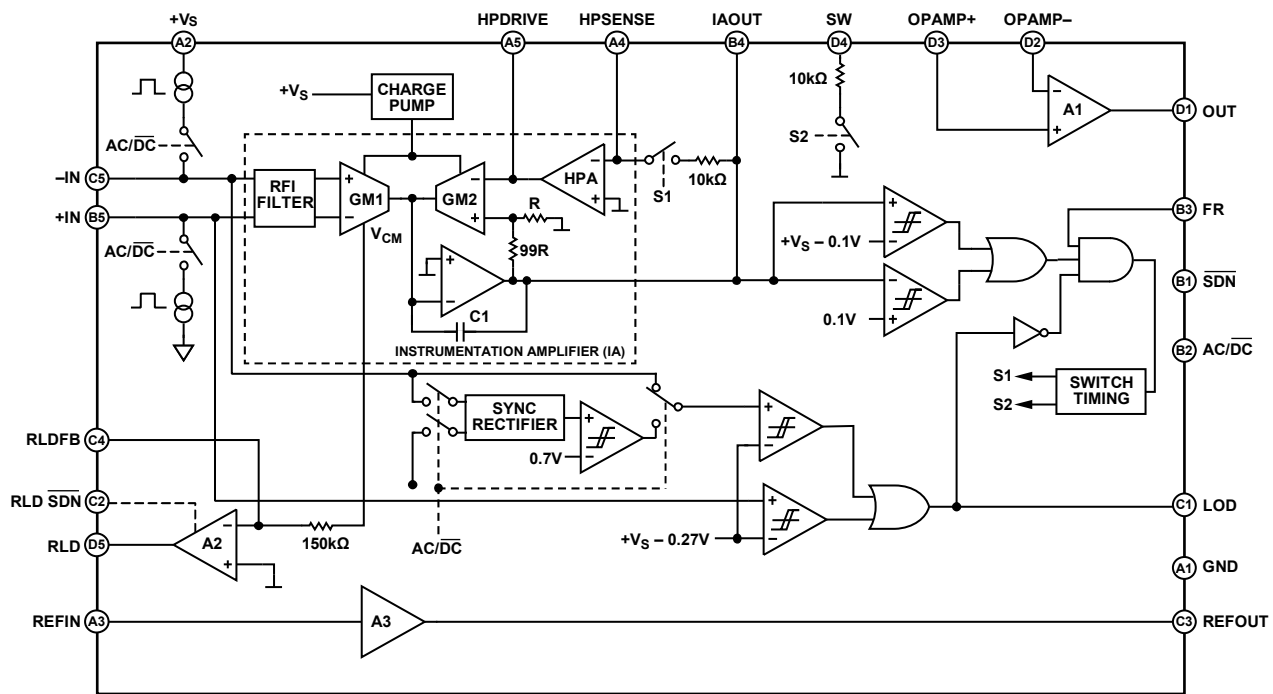 +VS
HPDRIVE
HPSENSE
IAOUT
SW
OPAMP+
OPAMP–
A2
A5
A4
B4
D4
D3
D2
10kΩ
+VS
CHARGE
PUMP
–
A1
+
D1
OUT
AC/DC
S2
–IN
C5
RFI
FILTER
+
–
GM1
GM2
–
+
HPA
–
+
S1
10kΩ
+IN
B5
VCM
R
99R
+
–
C1
INSTRUMENTATION AMPLIFIER (IA)
AC/DC
+
–
+VS – 0.1V
–
+
0.1V
B3
FR
B1
SDN
B2
AC/DC
S1
S2
SWITCH
TIMING
SYNC
RECTIFIER
+
–
0.7V
+
–
RLDFB
C4
RLD SDN
C2
RLD
D5
A2
–
+
150kΩ
AC/DC
+
–
+VS – 0.27V
C1
LOD
A1
GND
REFIN
A3
A3
C3
REFOUT